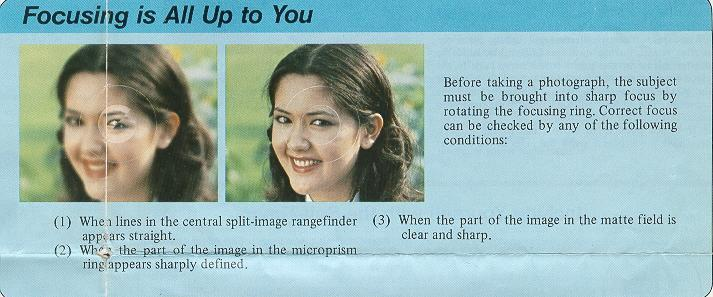 Focusing is All Up to You
Before taking a photograph, the subject
must be brought into sharp focus by
rotating the focusing ring. Correct focus
can be checked by any of the following
conditions:
(1) When lines in the central split-image rangefinder
appears straight.
(2) When the part of the image in the microprism
ring appears sharply defined.
(3) When the part of the image in the matte field is
clear and sharp.